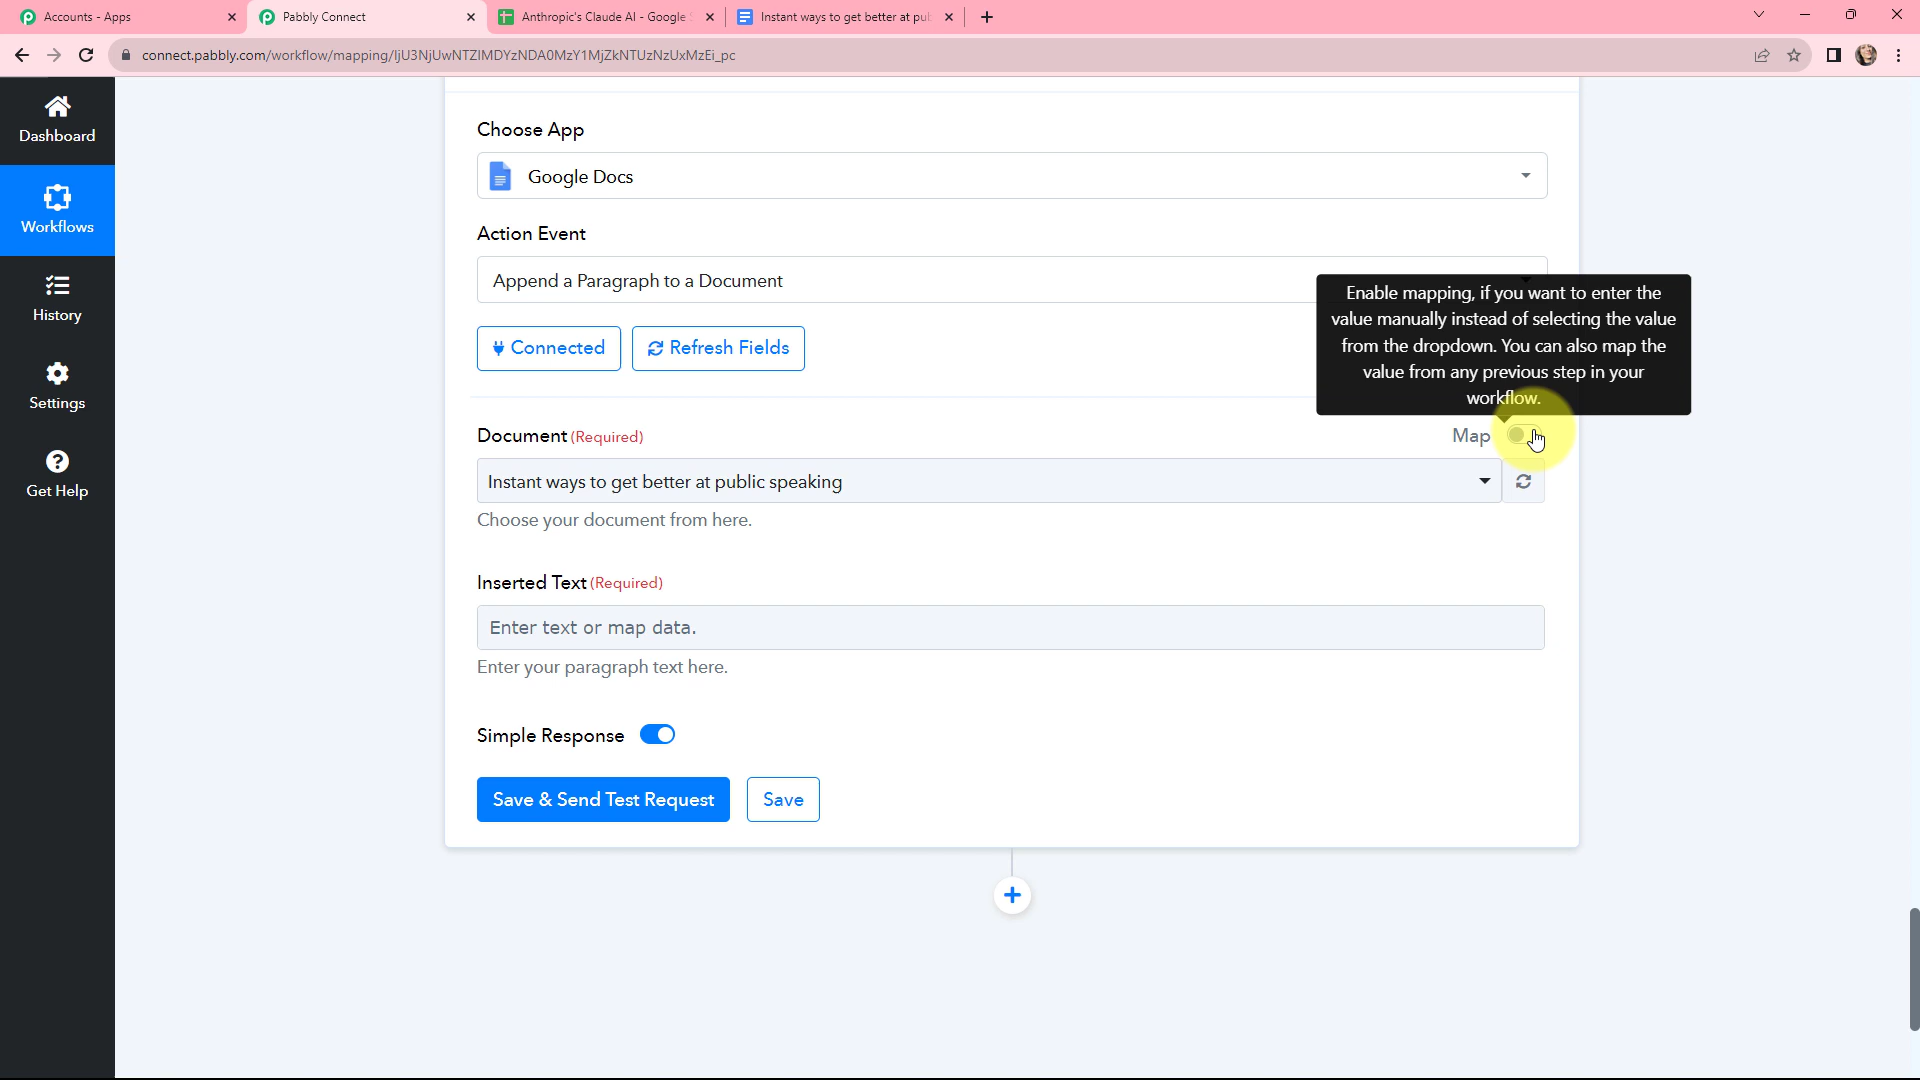 Accounts - Apps
Pabbly Connect
Anthropic's Claude AI - Google
Instant ways to get better at pu
connect.pabbly.com/workflow/mapping/IjU3NjUwNTZIMDYzNDA0MzY1MjZkNTUzNzUxMzEi_pc
Dashboard
Workflows
History
Settings
Get Help
Choose App
Google Docs
Action Event
Append a Paragraph to a Document
Connected
Refresh Fields
Enable mapping, if you want to enter the
value manually instead of selecting the value
from the dropdown. You can also map the
value from any previous step in your
workflow.
Document (Required)
Map
Instant ways to get better at public speaking
Choose your document from here.
Inserted Text (Required)
Enter text or map data.
Enter your paragraph text here.
Simple Response
Save & Send Test Request
Save